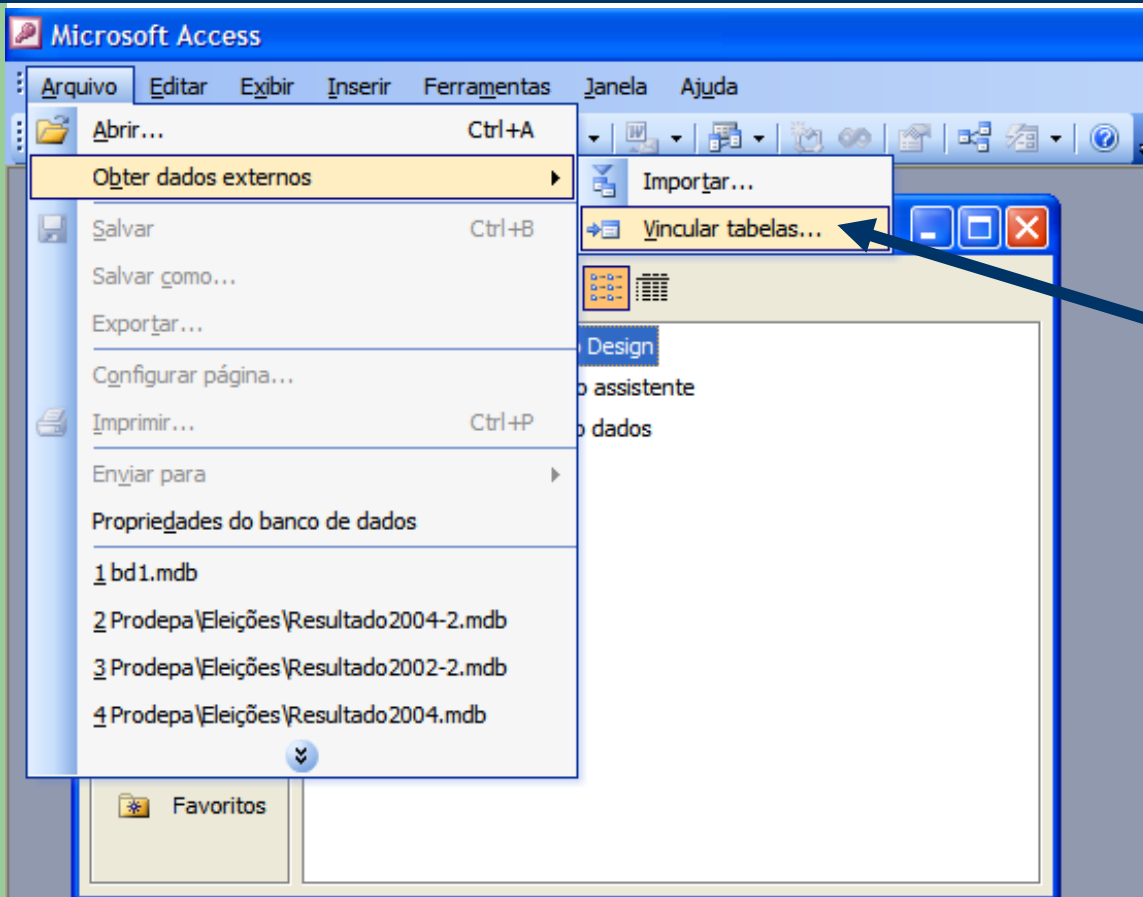 Microsoft Access
Arquivo Editar Exibir Inserir Ferramentas Janela Ajuda
Abrir... Ctrl+A
Obter dados externos
Importar...
Vincular tabelas...
Salvar Ctrl+B
Salvar como...
Exportar...
Configurar página...
Imprimir... Ctrl+P
Enviar para
Propriedades do banco de dados
1 bd1.mdb
2 Prodepa\Eleições\Resultado2004-2.mdb
3 Prodepa\Eleições\Resultado2002-2.mdb
4 Prodepa\Eleições\Resultado2004.mdb
Design
o assistente
o dados
Favoritos